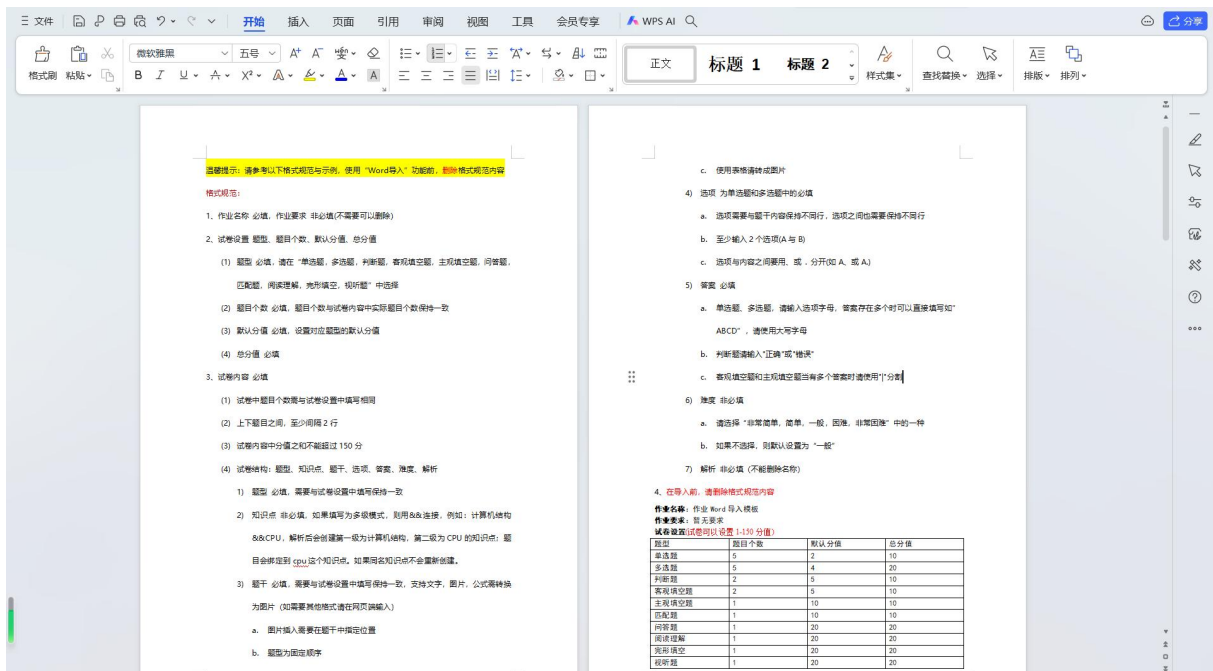 三 文件 开始 插入 页面 引用 审阅 视图 工具 会员专享 WPS AI 分享
微软雅黑 五号 A⁺ A⁻
格式刷 粘贴 B I U A X² A A A 正文 标题 1 标题 2 样式集 查找替换 选择 排版 排列
温馨提示：请参考以下格式规范与示例，使用“Word导入”功能前，删除格式规范内容
格式规范：
1、作业名称 必填，作业要求 非必填(不需要可以删除)
2、试卷设置 题型、题目个数、默认分值、总分值
(1) 题型 必填，请在“单选题，多选题，判断题，客观填空题，主观填空题，问答题，
匹配题，阅读理解，完形填空，视听题”中选择
(2) 题目个数 必填，题目个数与试卷内容中实际题目个数保持一致
(3) 默认分值 必填，设置对应题型的默认分值
(4) 总分值 必填
3、试卷内容 必填
(1) 试卷中题目个数需与试卷设置中填写相同
(2) 上下题目之间，至少间隔 2 行
(3) 试卷内容中分值之和不能超过 150 分
(4) 试卷结构：题型、知识点、题干、选项、答案、难度、解析
1) 题型 必填，需要与试卷设置中填写保持一致
2) 知识点 非必填，如果填写为多级模式，则用&&连接，例如：计算机结构
&&CPU，解析后会创建第一级为计算机结构，第二级为 CPU 的知识点；题
目会绑定到 cpu 这个知识点。如果同名知识点不会重新创建。
3) 题干 必填，需要与试卷设置中填写保持一致，支持文字，图片，公式需转换
为图片（如需要其他格式请在网页端输入）
a. 图片插入需要在题干中指定位置
b. 题型为固定顺序
c. 使用表格请转成图片
4) 选项 为单选题和多选题中的必填
a. 选项需要与题干内容保持不同行，选项之间也需要保持不同行
b. 至少输入 2 个选项(A 与 B)
c. 选项与内容之间要用、或．分开(如 A、或 A.)
5) 答案 必填
a. 单选题、多选题，请输入选项字母，答案存在多个时可以直接填写如“
ABCD”，请使用大写字母
b. 判断题请输入"正确"或"错误"
c. 客观填空题和主观填空题当有多个答案时请使用"|"分割
6) 难度 非必填
a. 请选择“非常简单，简单，一般，困难，非常困难”中的一种
b. 如果不选择，则默认设置为“一般”
7) 解析 非必填（不能删除名称）
4、在导入前，请删除格式规范内容
作业名称：作业 Word 导入模板
作业要求：暂无要求
试卷设置(试卷可以设置 1-150 分值)
题型 题目个数 默认分值 总分值
单选题 5 2 10
多选题 5 4 20
判断题 2 5 10
客观填空题 2 5 10
主观填空题 1 10 10
匹配题 1 10 10
问答题 1 20 20
阅读理解 1 20 20
完形填空 1 20 20
视听题 1 20 20